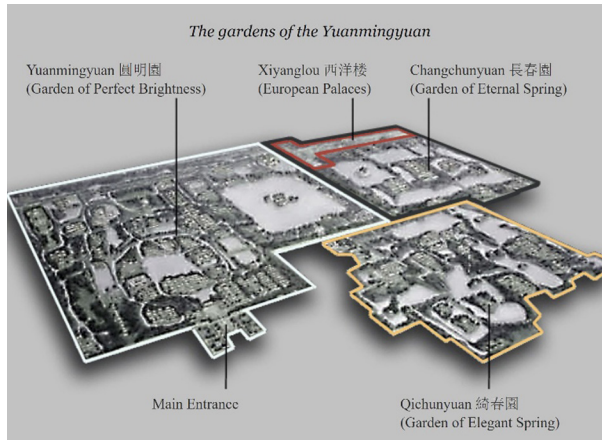 The gardens of the Yuanmingyuan
Yuanmingyuan 圓明園
(Garden of Perfect Brightness)
Xiyanglou 西洋楼
(European Palaces)
Changchunyuan 長春園
(Garden of Eternal Spring)
Main Entrance
Qichunyuan 綺春園
(Garden of Elegant Spring)